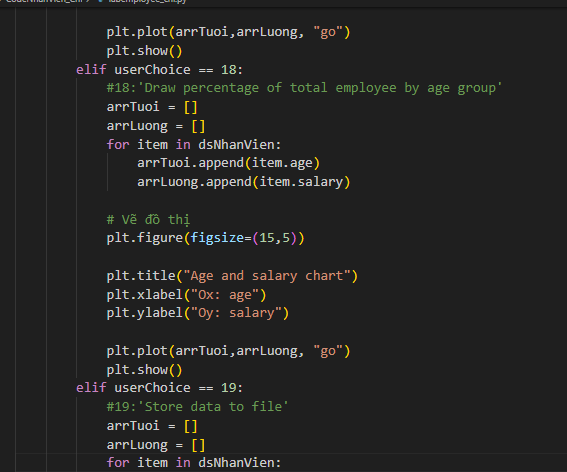 plt.plot(arrTuoi,arrLuong, "go")
plt.show()
elif userChoice == 18:
#18:'Draw percentage of total employee by age group'
arrTuoi = []
arrLuong = []
for item in dsNhanVien:
arrTuoi.append(item.age)
arrLuong.append(item.salary)
# Vẽ đồ thị
plt.figure(figsize=(15,5))
plt.title("Age and salary chart")
plt.xlabel("Ox: age")
plt.ylabel("Oy: salary")
plt.plot(arrTuoi,arrLuong, "go")
plt.show()
elif userChoice == 19:
#19:'Store data to file'
arrTuoi = []
arrLuong = []
for item in dsNhanVien: